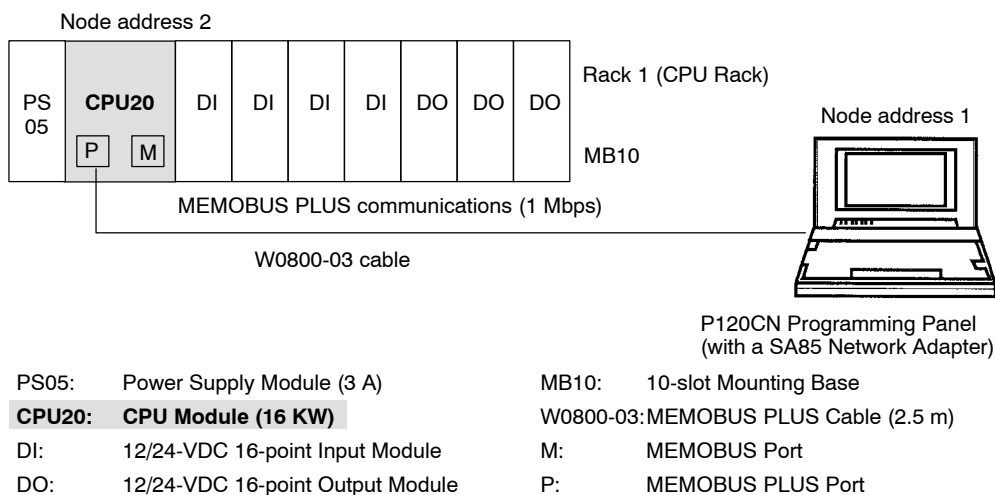 Node address 2
PS
05
CPU20
P
M
DI
DI
DI
DI
DO
DO
DO
Rack 1 (CPU Rack)
MB10
Node address 1
MEMOBUS PLUS communications (1 Mbps)
W0800-03 cable
P120CN Programming Panel
(with a SA85 Network Adapter)
PS05: Power Supply Module (3 A)
CPU20: CPU Module (16 KW)
DI: 12/24-VDC 16-point Input Module
DO: 12/24-VDC 16-point Output Module
MB10: 10-slot Mounting Base
W0800-03: MEMOBUS PLUS Cable (2.5 m)
M: MEMOBUS Port
P: MEMOBUS PLUS Port